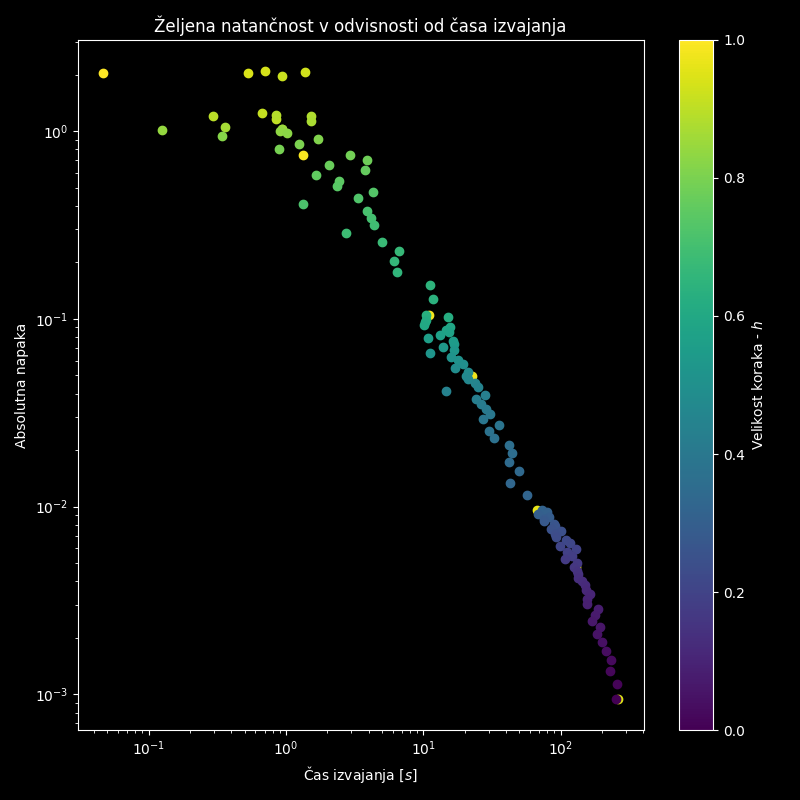 Željena natančnost v odvisnosti od časa izvajanja
Absolutna napaka
10⁰
10⁻¹
10⁻²
10⁻³
10⁻¹ 10⁰ 10¹ 10²
Čas izvajanja [s]
1.0
0.8
0.6
0.4
0.2
0.0
Velikost koraka - h